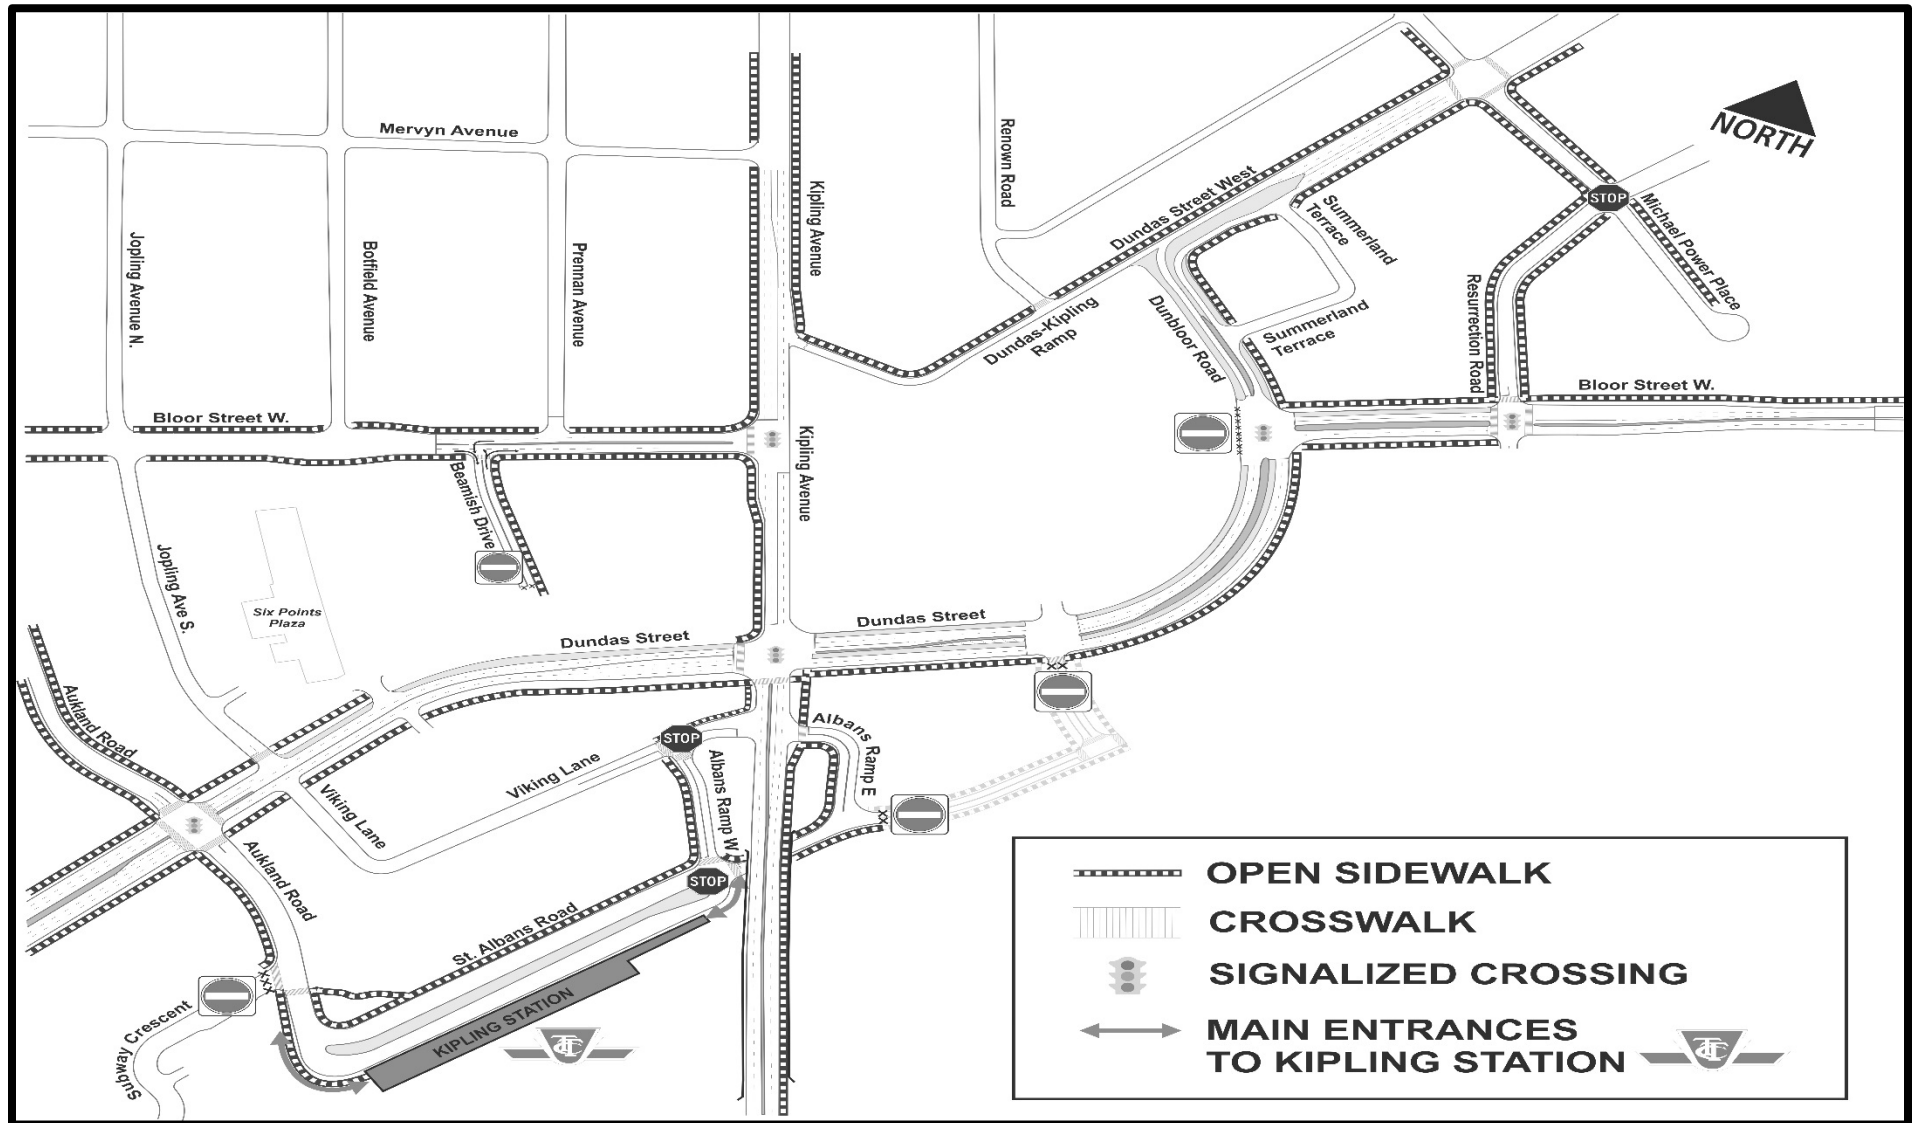 Mervyn Avenue
Kipling Avenue
Renown Road
NORTH
Dundas Street West
Summerland
Terrace
STOP
Michael Power Place
Jopling Avenue N.
Botfield Avenue
Prennan Avenue
Dundas-Kipling
Ramp
Dunbloor Road
Summerland
Terrace
Resurrection Road
Bloor Street W.
Bloor Street W.
Kipling Avenue
Beamish Drive
Jopling Ave S.
Six Points
Plaza
Dundas Street
Dundas Street
Aukland Road
Albans Ramp E
STOP
Viking Lane
Albans Ramp W
Viking Lane
Aukland Road
STOP
St. Albans Road
KIPLING STATION
Subway Crescent
TTC
OPEN SIDEWALK
CROSSWALK
SIGNALIZED CROSSING
MAIN ENTRANCES
TO KIPLING STATION
TTC